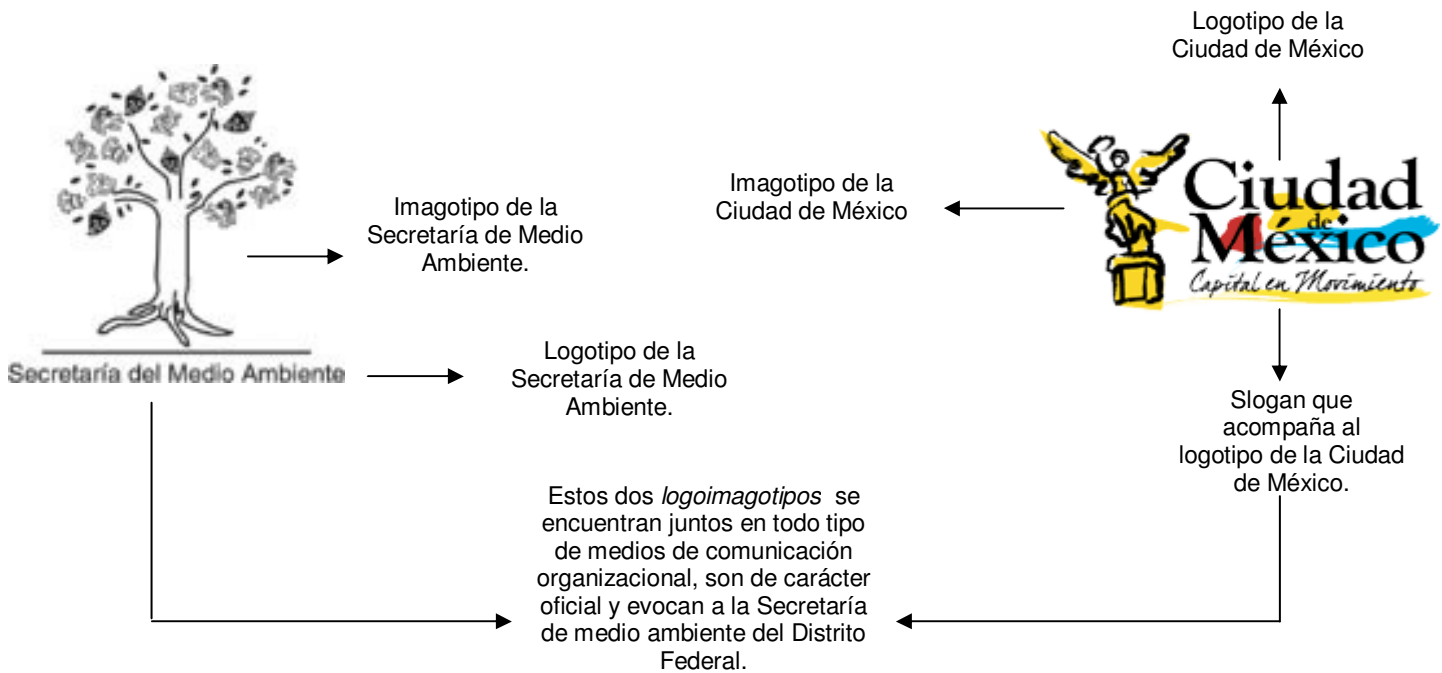 Logotipo de la
Ciudad de México
Imagotipo de la
Secretaría de Medio
Ambiente.
Imagotipo de la
Ciudad de México
Ciudad
de
México
Capital en Movimiento
Secretaría del Medio Ambiente
Logotipo de la
Secretaría de Medio
Ambiente.
Slogan que
acompaña al
logotipo de la Ciudad
de México.
Estos dos logoimagotipos se
encuentran juntos en todo tipo
de medios de comunicación
organizacional, son de carácter
oficial y evocan a la Secretaría
de medio ambiente del Distrito
Federal.